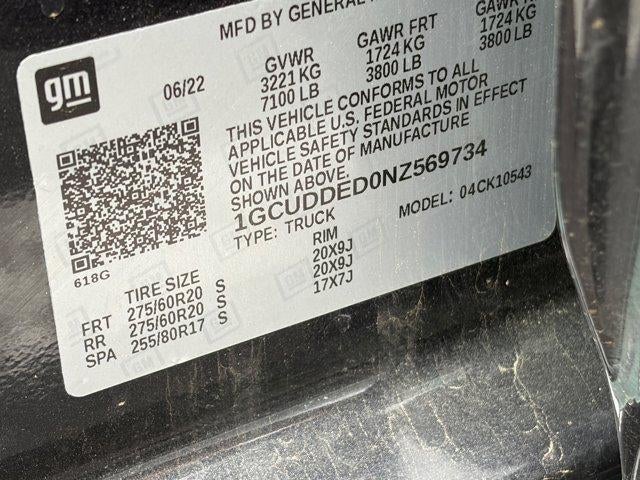 MFD BY GENERAL
gm
06/22
GVWR
3221 KG
7100 LB
GAWR FRT
1724 KG
3800 LB
GAWR
1724 KG
3800 LB
THIS VEHICLE CONFORMS TO ALL
APPLICABLE U.S. FEDERAL MOTOR
VEHICLE SAFETY STANDARDS IN EFFECT
ON THE DATE OF MANUFACTURE
SHOWN ABOVE.
1GCUDDED0NZ569734
TYPE: TRUCK
MODEL: 04CK10543
618G
TIRE SIZE
RIM
FRT 275/60R20 S 20X9J
RR 275/60R20 S 20X9J
SPA 255/80R17 S 17X7J